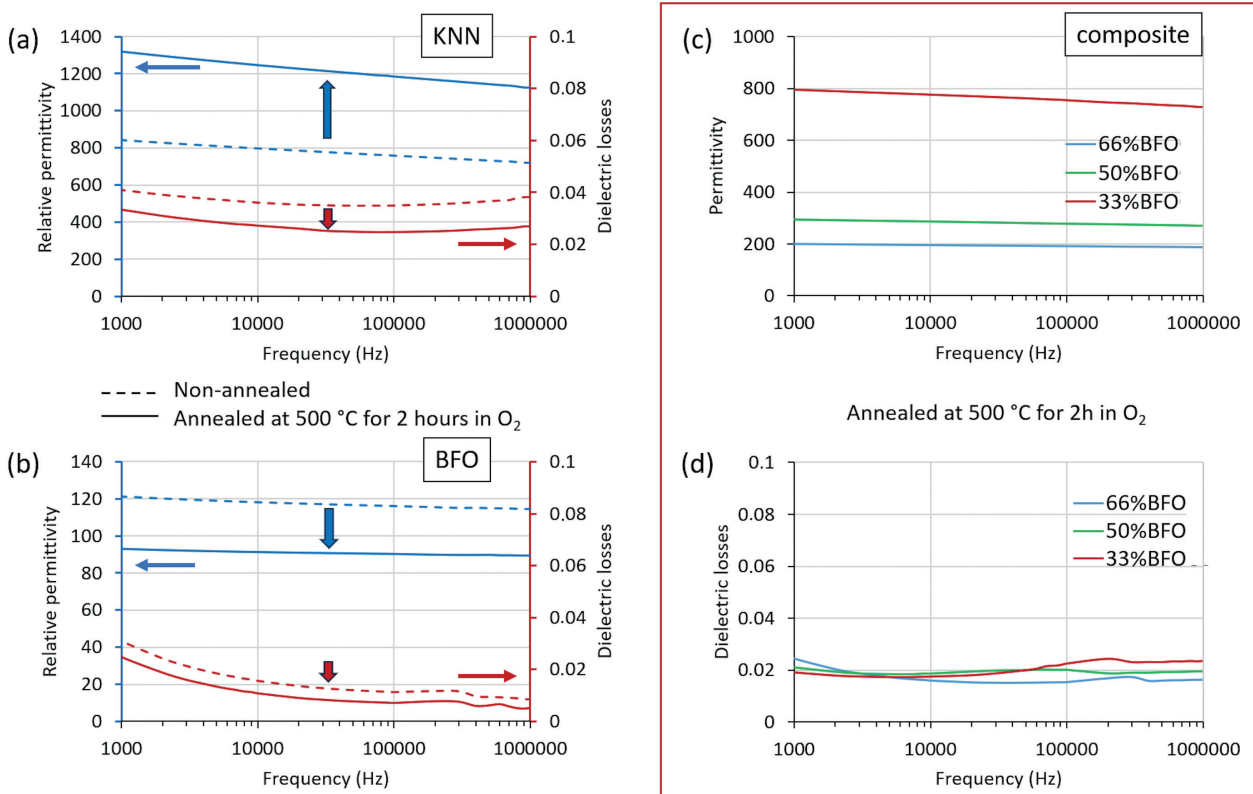 (a)
KNN
1400
1200
1000
800
600
400
200
0
Relative permittivity
0.1
0.08
0.06
0.04
0.02
0
Dielectric losses
1000
10000
100000
1000000
Frequency (Hz)
Non-annealed
Annealed at 500 °C for 2 hours in O₂
(b)
BFO
140
120
100
80
60
40
20
0
Relative permittivity
0.1
0.08
0.06
0.04
0.02
0
Dielectric losses
1000
10000
100000
1000000
Frequency (Hz)
(c)
composite
1000
800
600
400
200
0
Permittivity
66%BFO
50%BFO
33%BFO
1000
10000
100000
1000000
Frequency (Hz)
Annealed at 500 °C for 2h in O₂
(d)
0.1
0.08
0.06
0.04
0.02
0
Dielectric losses
66%BFO
50%BFO
33%BFO
1000
10000
100000
1000000
Frequency (Hz)